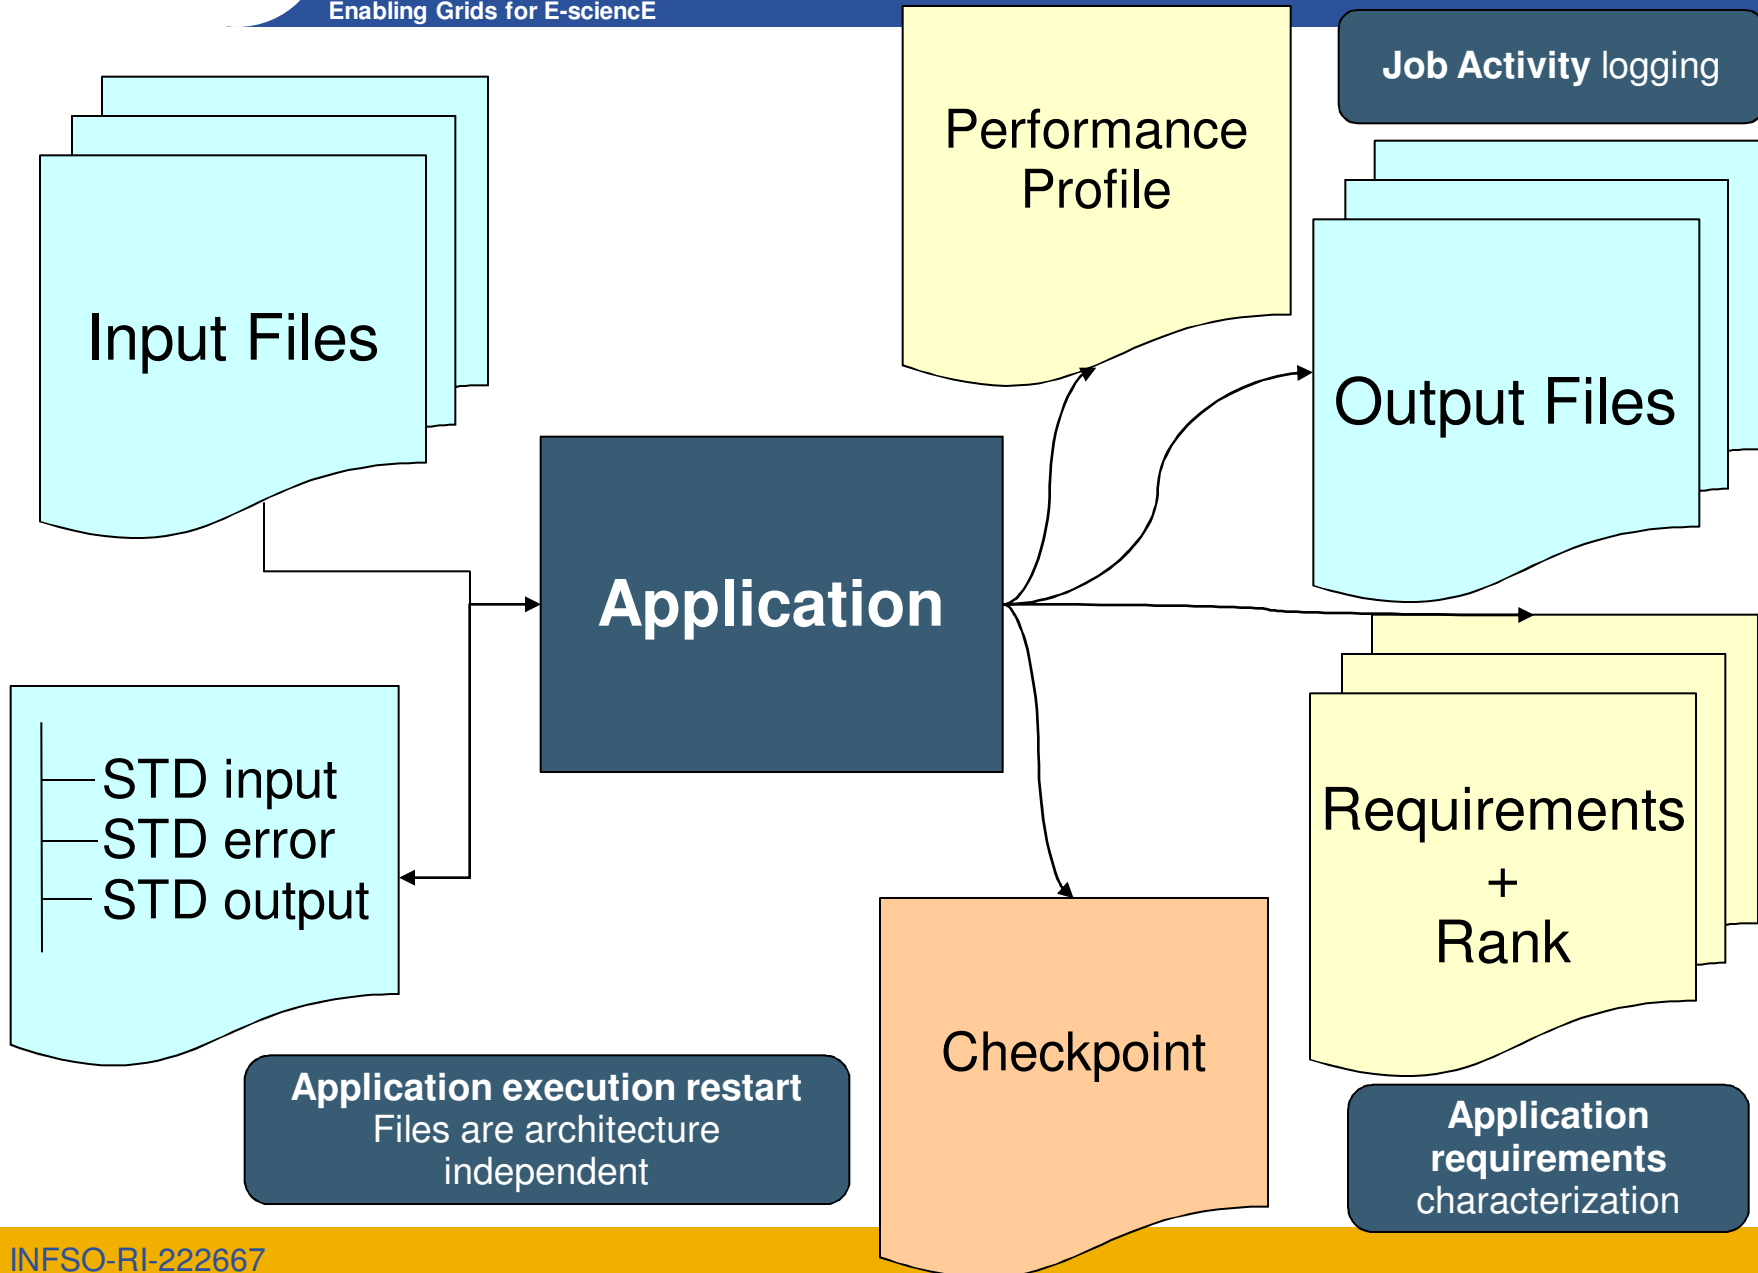 Enabling Grids for E-sciencE
Job Activity logging
Performance
Profile
Input Files
Output Files
Application
STD input
STD error
STD output
Requirements
+
Rank
Checkpoint
Application execution restart
Files are architecture
independent
Application
requirements
characterization
INFSO-RI-222667